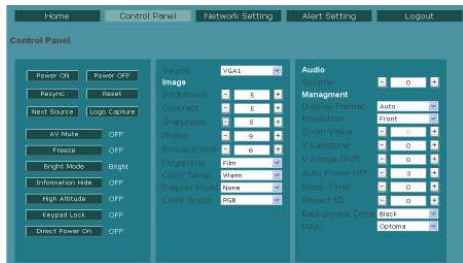 Home Control Panel Network Setting Alert Setting Logout
Control Panel
Power ON Power OFF
Resync Reset
Next Source Logo Capture
AV Mute OFF
Freeze OFF
Bright Mode Bright
Information Hide OFF
High Altitude OFF
Keypad Lock OFF
Direct Power On OFF
Source VGA1
Image
Brightness - 5 +
Contrast - 5 +
Sharpness - 5 +
Phase - 9 +
BrilliantColor - 6 +
Degamma Film
Color Temp. Warm
Display Mode None
Color Space RGB
Audio
Volume - 0 +
Managment
Display Format Auto
Projection Front
Zoom Value - 0 +
V Keystone - 0 +
V Image Shift - 0 +
Auto Power OFF - 3 +
Sleep Timer - 0 +
Project ID - 0 +
Background Color Black
Logo Optoma